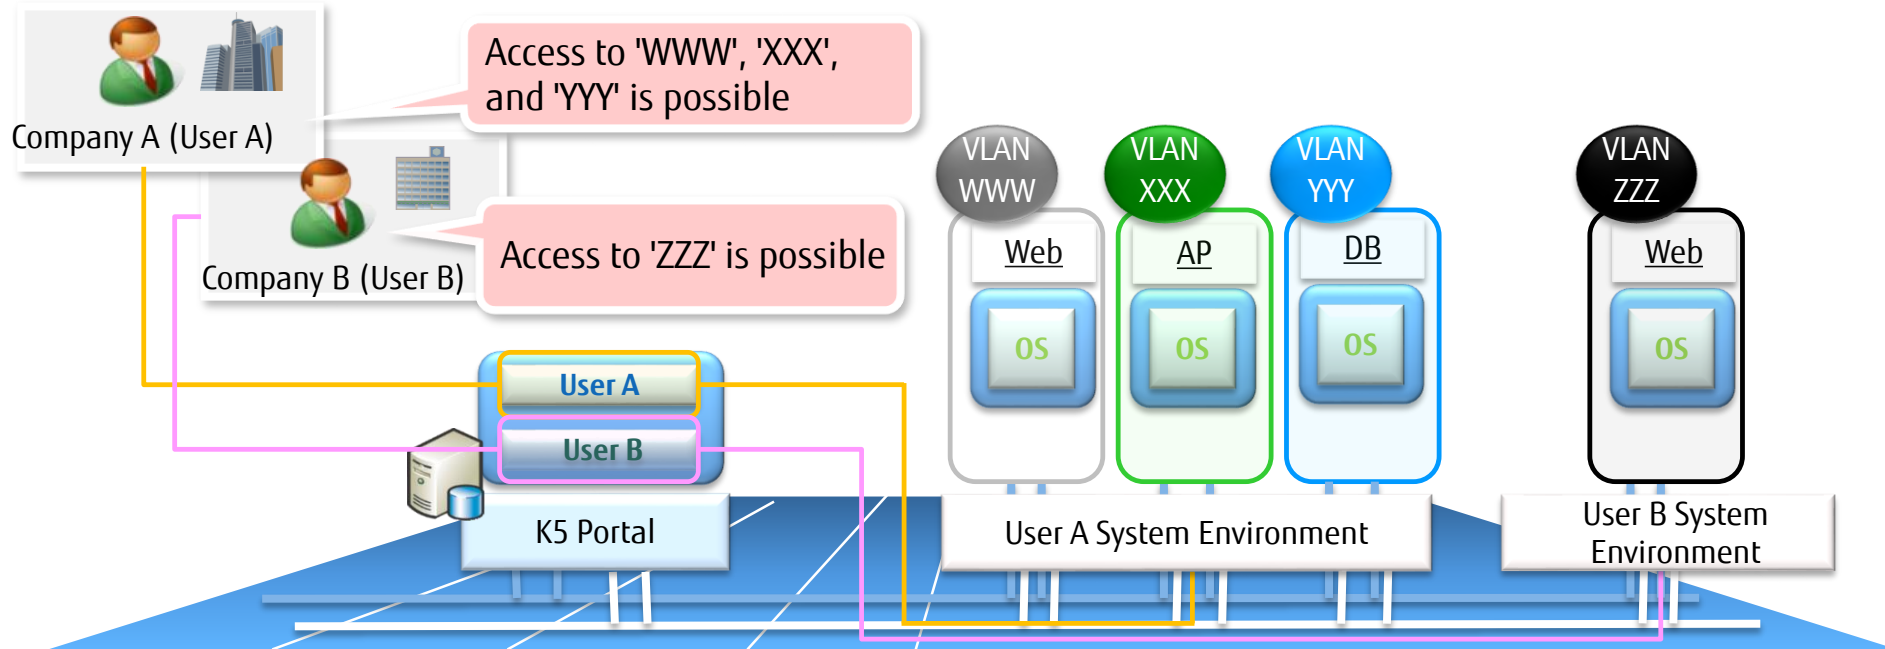 Access to 'WWW', 'XXX',
and 'YYY' is possible
Company A (User A)
Access to 'ZZZ' is possible
Company B (User B)
VLAN
WWW
VLAN
XXX
VLAN
YYY
VLAN
ZZZ
Web
AP
DB
Web
OS
OS
OS
OS
User A
User B
K5 Portal
User A System Environment
User B System
Environment